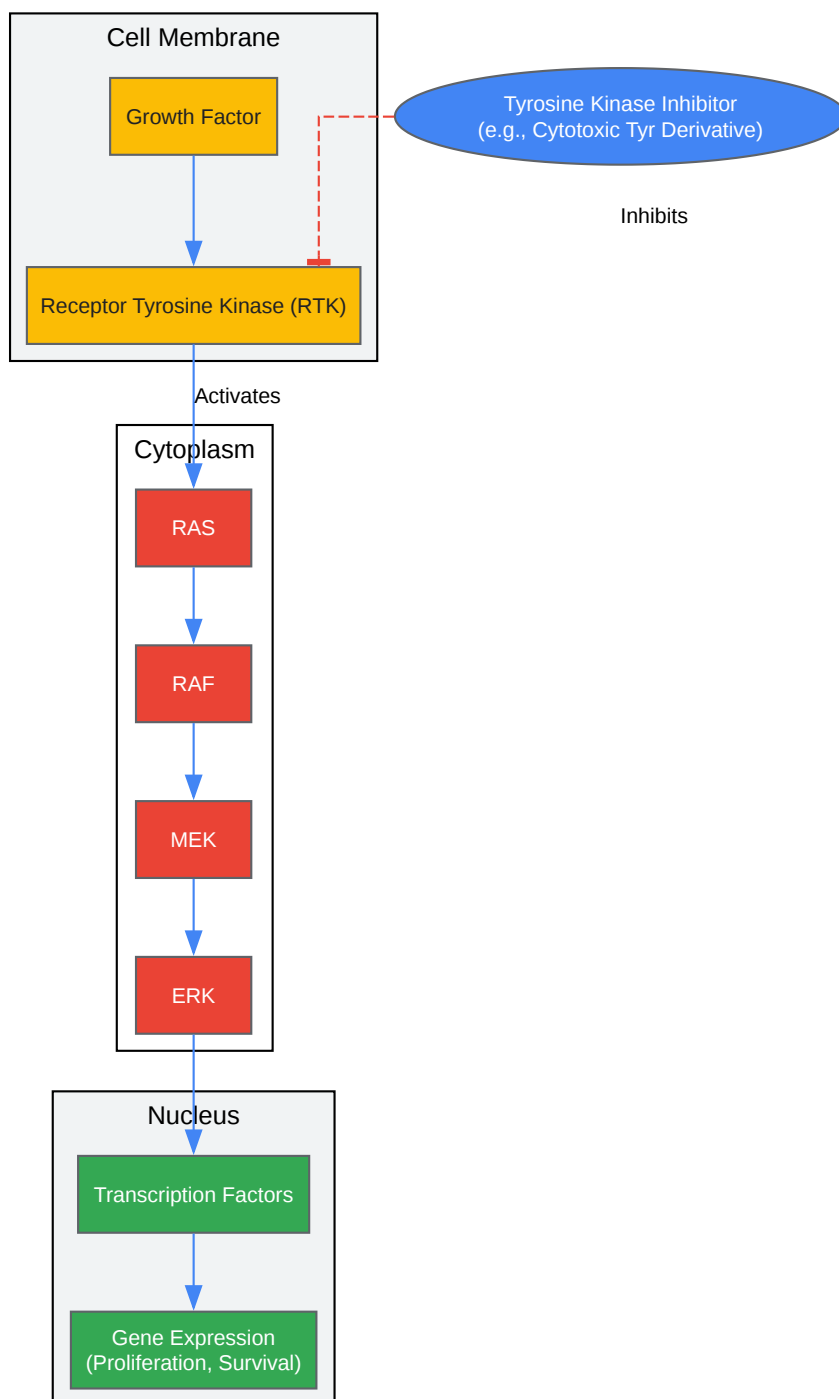 Cell Membrane
Growth Factor
Tyrosine Kinase Inhibitor
(e.g., Cytotoxic Tyr Derivative)
Inhibits
Receptor Tyrosine Kinase (RTK)
Activates
Cytoplasm
RAS
RAF
MEK
ERK
Nucleus
Transcription Factors
Gene Expression
(Proliferation, Survival)